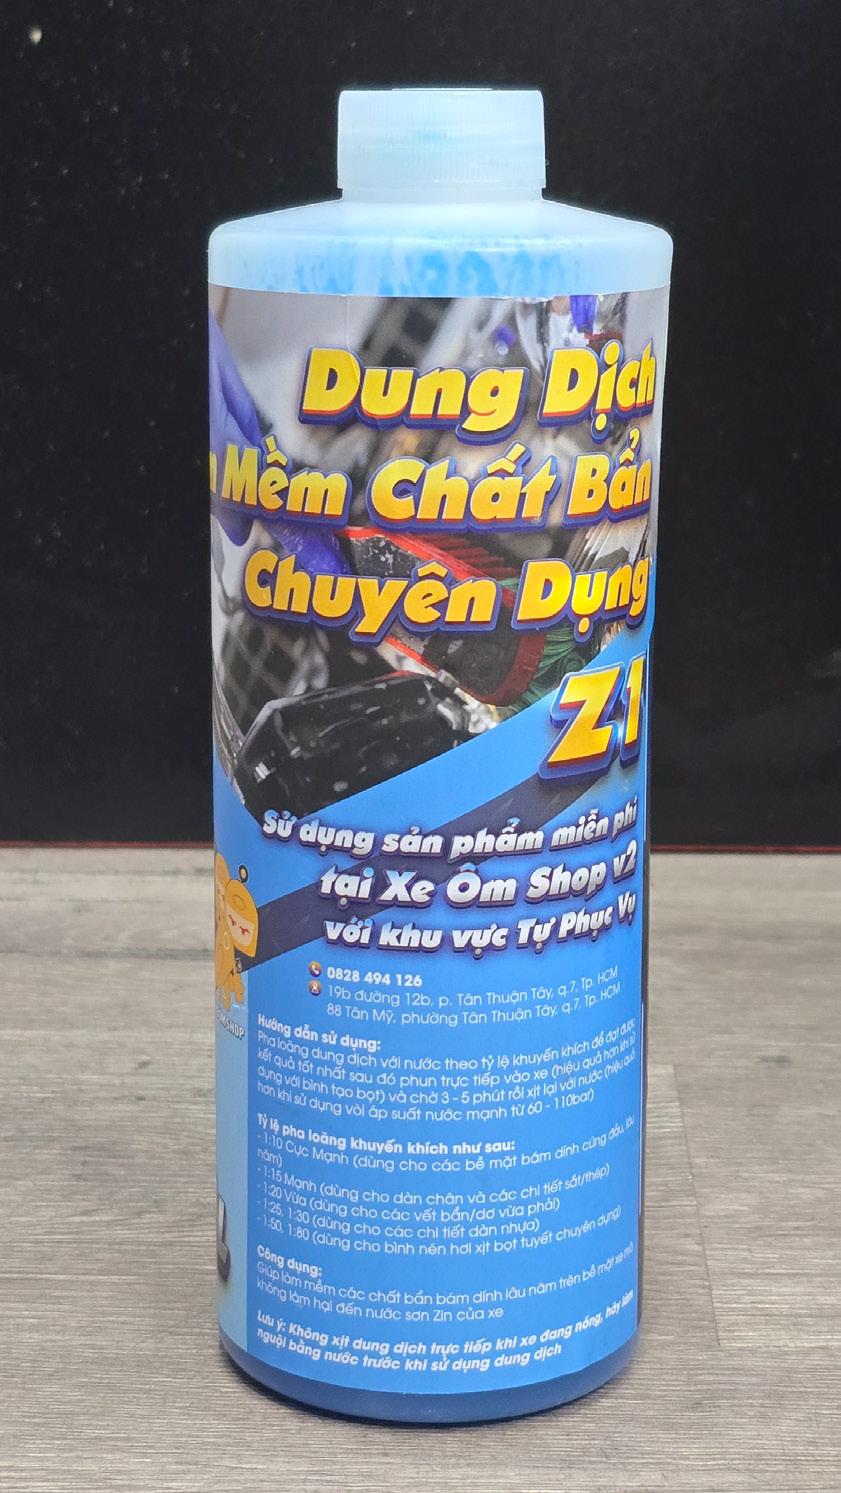 Dung Dịch
Mềm Chất Bẩn
Chuyên Dụng
Z1
Sử dụng sản phẩm miễn phí
tại Xe Ôm Shop v2
với khu vực Tự Phục Vụ
0828 494 126
19b đường 12b, p. Tân Thuận Tây, q.7, Tp. HCM
88 Tân Mỹ, phường Tân Thuận Tây, q.7, Tp. HCM
Hướng dẫn sử dụng:
Pha loãng dung dịch với nước theo tỷ lệ khuyến khích để đạt được
kết quả tốt nhất sau đó phun trực tiếp vào xe (hiệu quả hơn khi sử
dụng với bình tạo bọt) và chờ 3 - 5 phút rồi xịt lại với nước (hiệu quả
hơn khi sử dụng vòi áp suất nước mạnh từ 60 - 110bar)
Tỷ lệ pha loãng khuyến khích như sau:
- 1:10 Cực Mạnh (dùng cho các bề mặt bám dính cứng đầu, lâu
năm)
- 1:15 Mạnh (dùng cho dàn chân và các chi tiết sắt/thép)
- 1:20 Vừa (dùng cho các vết bẩn/dơ vừa phải)
- 1:25, 1:30 (dùng cho các chi tiết dàn nhựa)
- 1:50, 1:80 (dùng cho bình nén hơi xịt bọt tuyết chuyên dụng)
Công dụng:
Giúp làm mềm các chất bẩn bám dính lâu năm trên bề mặt xe mà
không làm hại đến nước sơn Zin của xe
Lưu ý: Không xịt dung dịch trực tiếp khi xe đang nóng, hãy làm
nguội bằng nước trước khi sử dụng dung dịch
SHOP
L